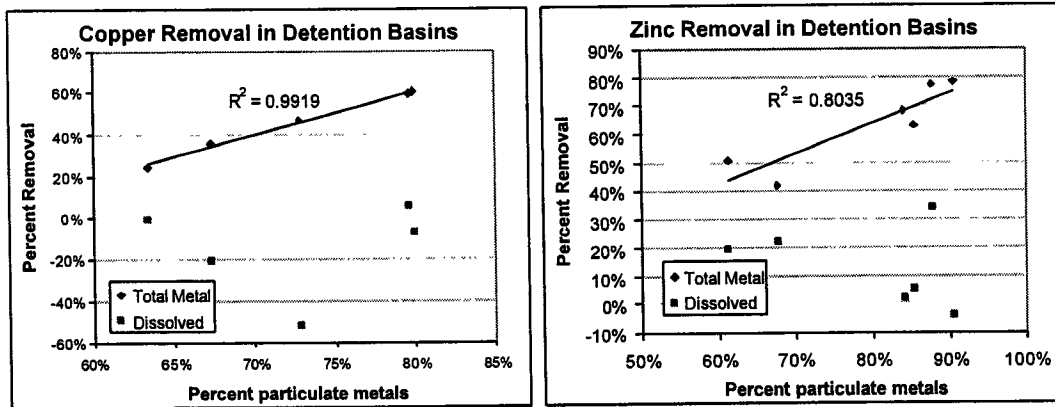 Copper Removal in Detention Basins
Percent Removal
80%
60%
40%
20%
0%
-20%
-40%
-60%
R² = 0.9919
Total Metal
Dissolved
60% 65% 70% 75% 80% 85%
Percent particulate metals
Zinc Removal in Detention Basins
Percent Removal
90%
80%
70%
60%
50%
40%
30%
20%
10%
0%
-10%
R² = 0.8035
Total Metal
Dissolved
50% 60% 70% 80% 90% 100%
Percent particulate metals